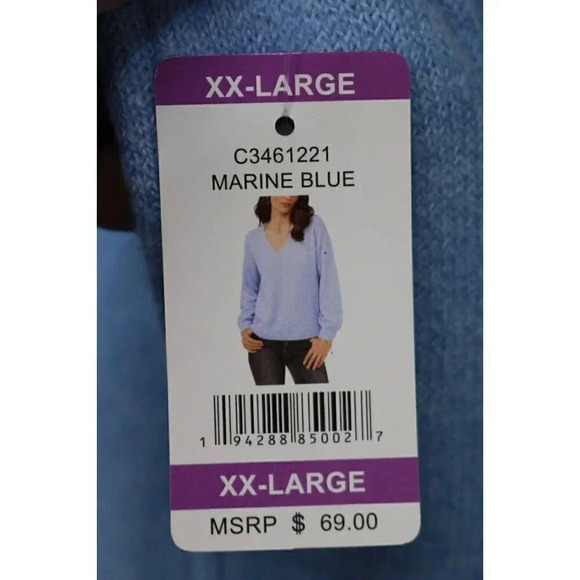 XX-LARGE
C3461221
MARINE BLUE
1 94288 85002 7
XX-LARGE
MSRP $ 69.00